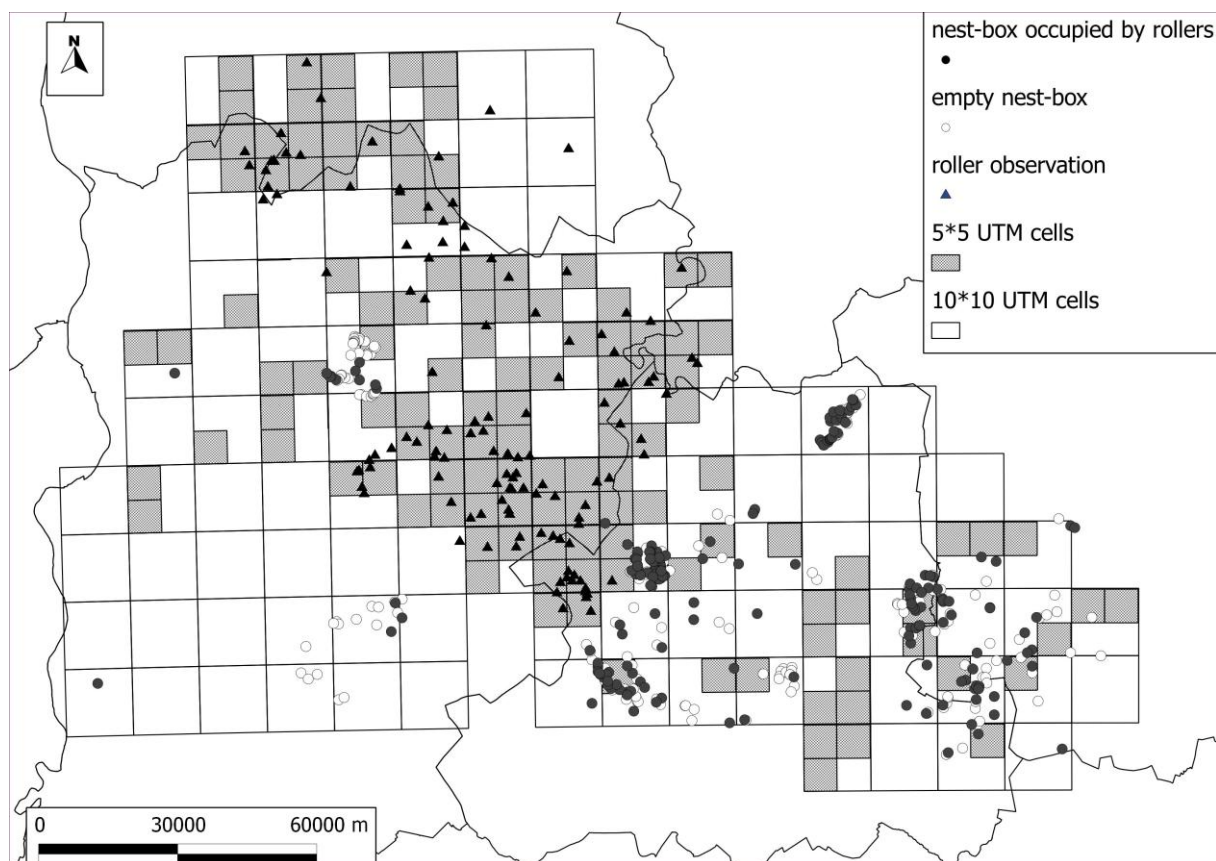 N
nest-box occupied by rollers
empty nest-box
roller observation
5*5 UTM cells
10*10 UTM cells
0 30000 60000 m